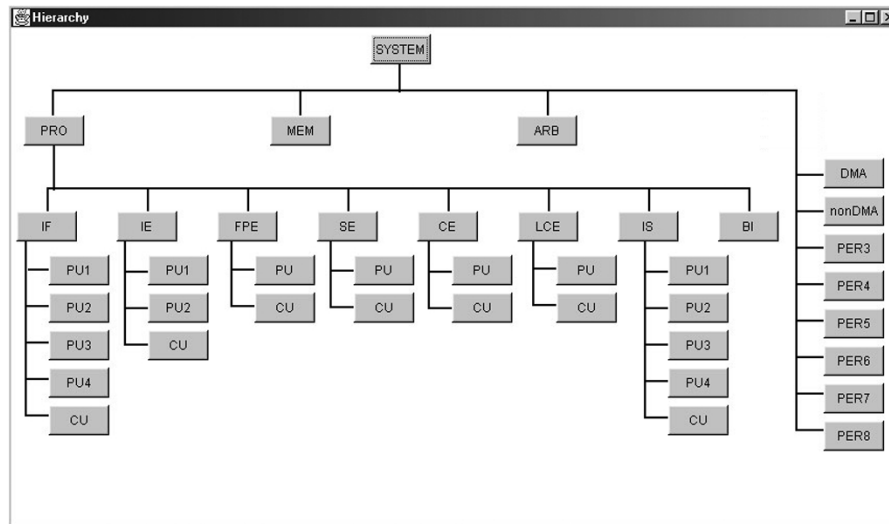 Hierarchy
SYSTEM
PRO MEM ARB
DMA
nonDMA
PER3
PER4
PER5
PER6
PER7
PER8
IF IE FPE SE CE LCE IS BI
PU1 PU1 PU PU PU PU PU1
PU2 PU2 CU CU CU CU PU2
PU3 CU PU3
PU4 PU4
CU CU